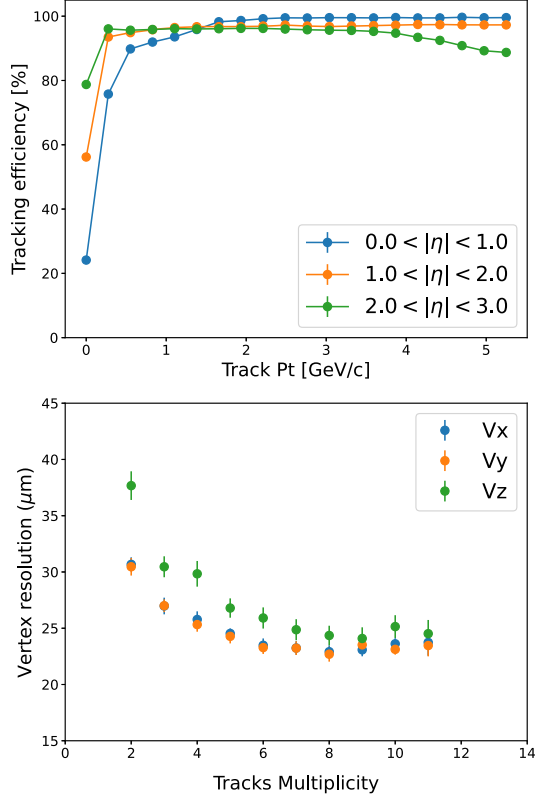 100
80
60
40
20
0
Tracking efficiency [%]
0.0 < |η| < 1.0
1.0 < |η| < 2.0
2.0 < |η| < 3.0
0 1 2 3 4 5
Track Pt [GeV/c]
45
40
35
30
25
20
15
Vertex resolution (μm)
Vx
Vy
Vz
0 2 4 6 8 10 12 14
Tracks Multiplicity